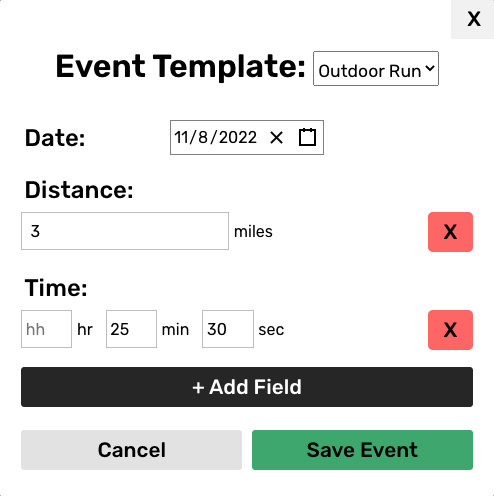 X
Event Template: Outdoor Run
Date: 11/8/2022
Distance:
3 miles X
Time:
hh hr 25 min 30 sec X
+ Add Field
Cancel Save Event